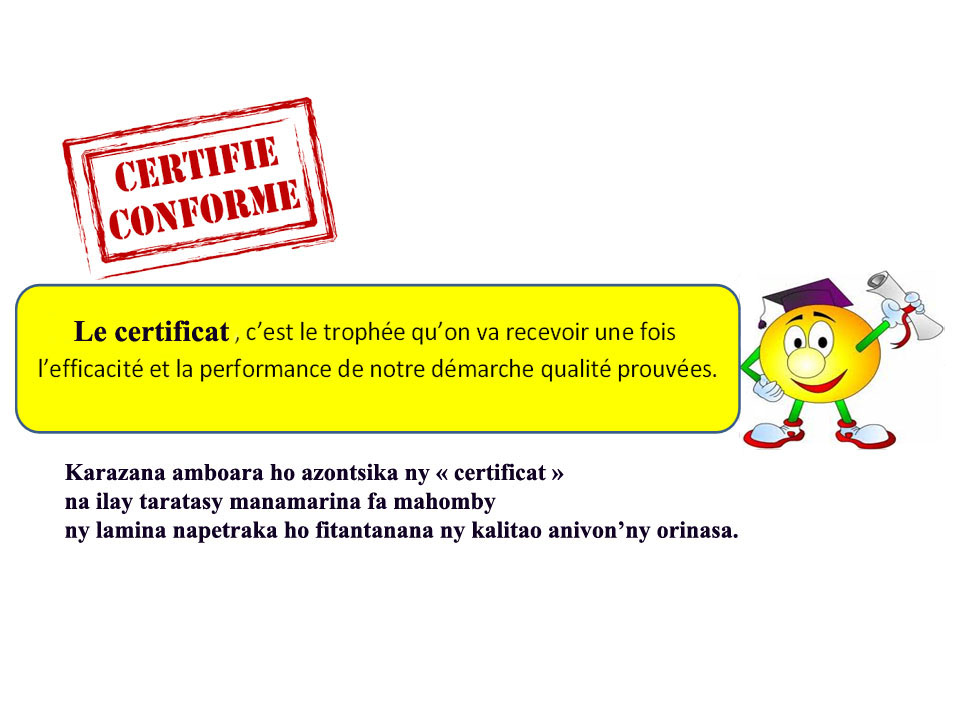 CERTIFIE
CONFORME
Le certificat , c’est le trophée qu’on va recevoir une fois
l’efficacité et la performance de notre démarche qualité prouvées.
Karazana amboara ho azontsika ny « certificat »
na ilay taratasy manamarina fa mahomby
ny lamina napetraka ho fitantanana ny kalitao anivon’ny orinasa.